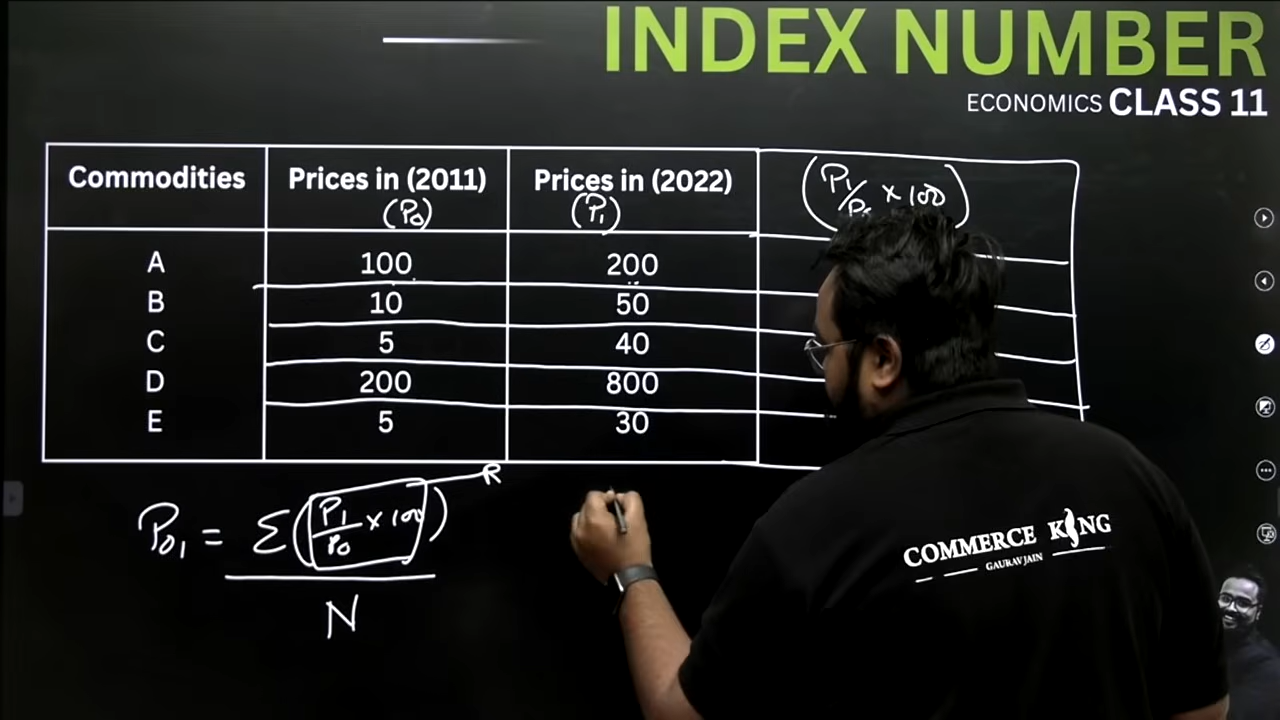 INDEX NUMBER
ECONOMICS CLASS 11
Commodities Prices in (2011) Prices in (2022) (P1/P0 × 100)
(P0) (P1)
A 100 200
B 10 50
C 5 40
D 200 800
E 5 30
R
P01 = Σ(P1/P0 × 100)
N
COMMERCE KING
GAURAV JAIN